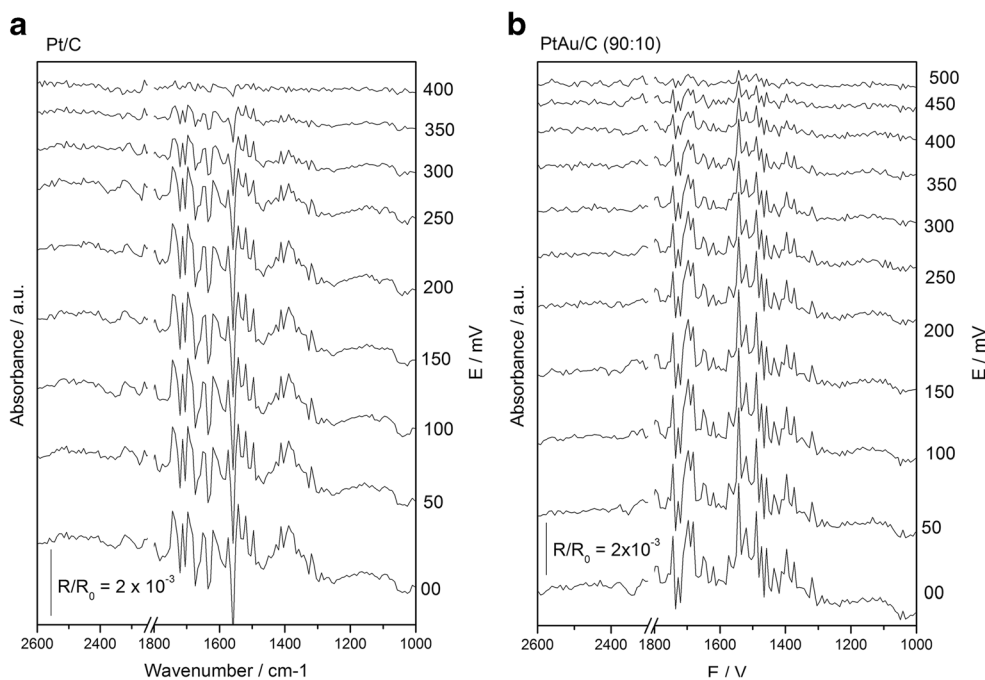 a
Pt/C
400
350
300
250
200
150
100
50
00
Absorbance / a.u.
E / mV
R/R0 = 2 x 10-3
2600 2400 1800 1600 1400 1200 1000
Wavenumber / cm-1
b
PtAu/C (90:10)
500
450
400
350
300
250
200
150
100
50
00
Absorbance / a.u.
E / mV
R/R0 = 2x10-3
2600 2400 1800 1600 1400 1200 1000
E / V